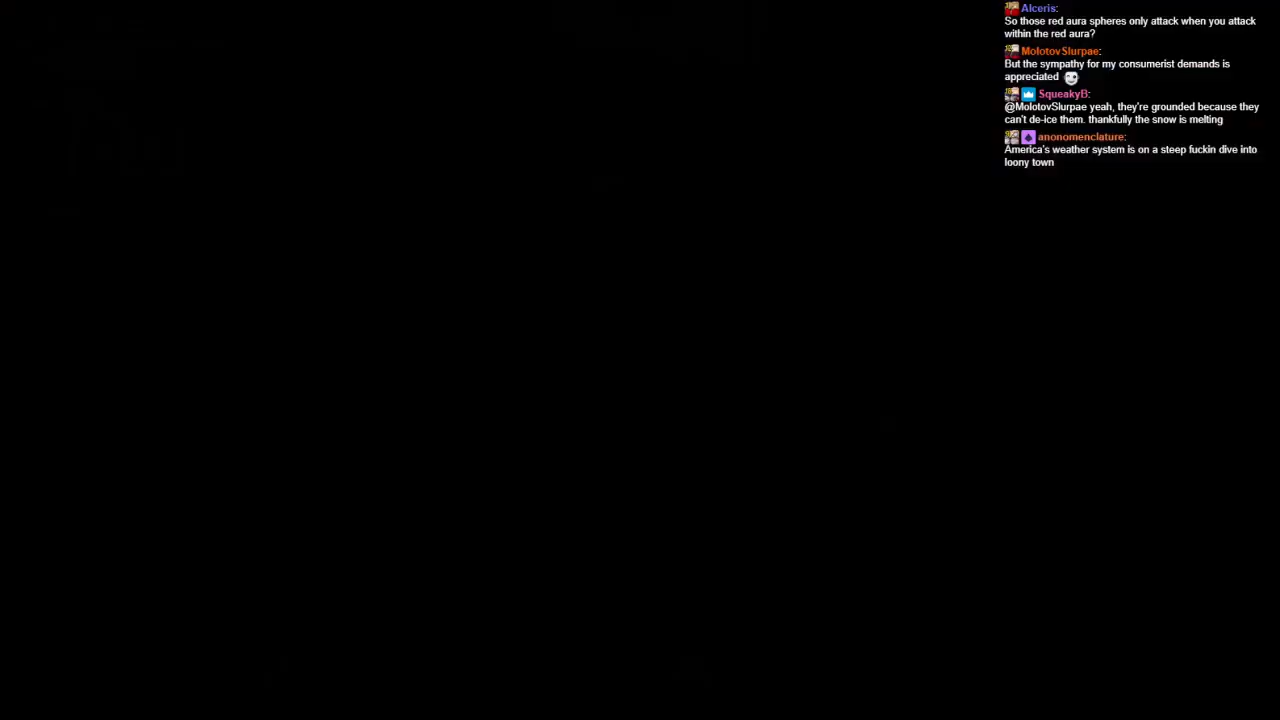 Alceris:
So those red aura spheres only attack when you attack
within the red aura?
MolotovSlurpae:
But the sympathy for my consumerist demands is
appreciated
SqueakyB:
@MolotovSlurpae yeah, they're grounded because they
can't de-ice them. thankfully the snow is melting
anonomenclature:
America's weather system is on a steep fuckin dive into
loony town